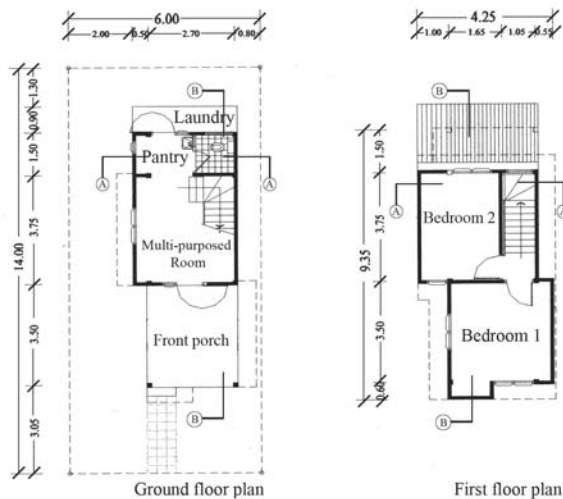 6.00
2.00 0.50 2.70 0.80
14.00
1.30
0.90
1.50
3.75
3.50
3.05
B
Laundry
Pantry
A A
Multi-purposed
Room
Front porch
B
Ground floor plan
4.25
1.00 1.65 1.05 0.55
9.35
1.50
3.75
3.50
0.60
B
A A
Bedroom 2
Bedroom 1
B
First floor plan